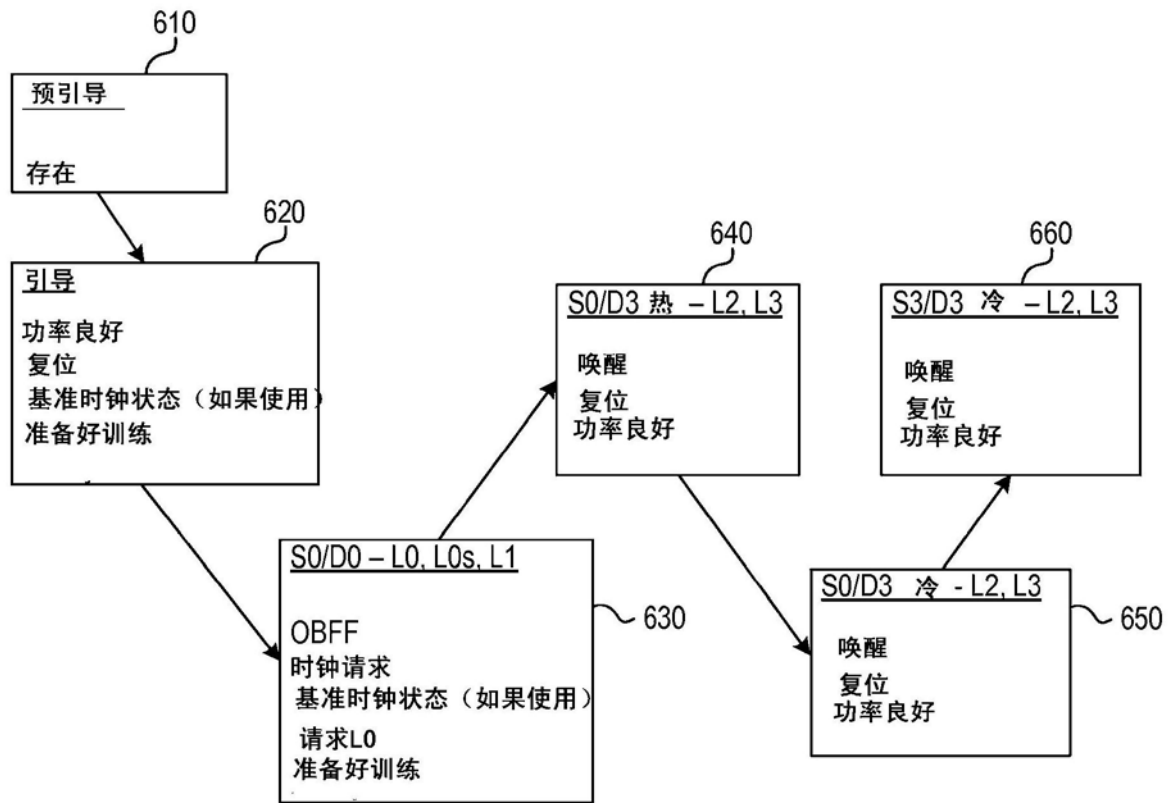 610
预引导
存在
620
引导
功率良好
复位
基准时钟状态（如果使用）
准备好训练
S0/D0 – L0, L0s, L1
OBFF
时钟请求
基准时钟状态（如果使用）
请求L0
准备好训练
630
640
S0/D3 热 – L2, L3
唤醒
复位
功率良好
S0/D3 冷 - L2, L3
唤醒
复位
功率良好
650
660
S3/D3 冷 – L2, L3
唤醒
复位
功率良好